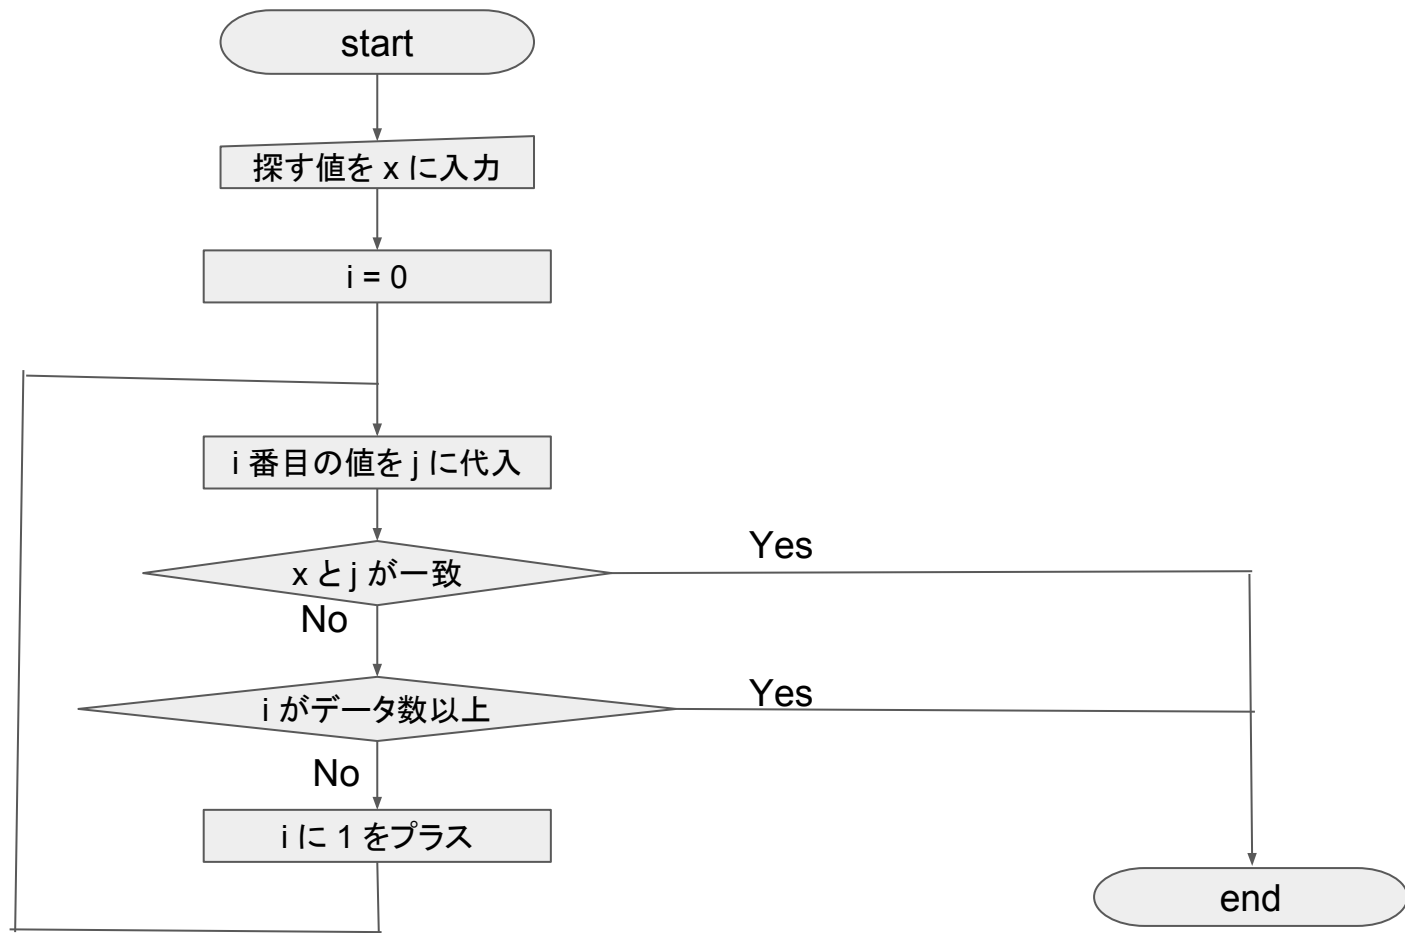 start
探す値を x に入力
i = 0
i 番目の値を j に代入
x と j が一致
Yes
No
i がデータ数以上
Yes
No
i に 1 をプラス
end